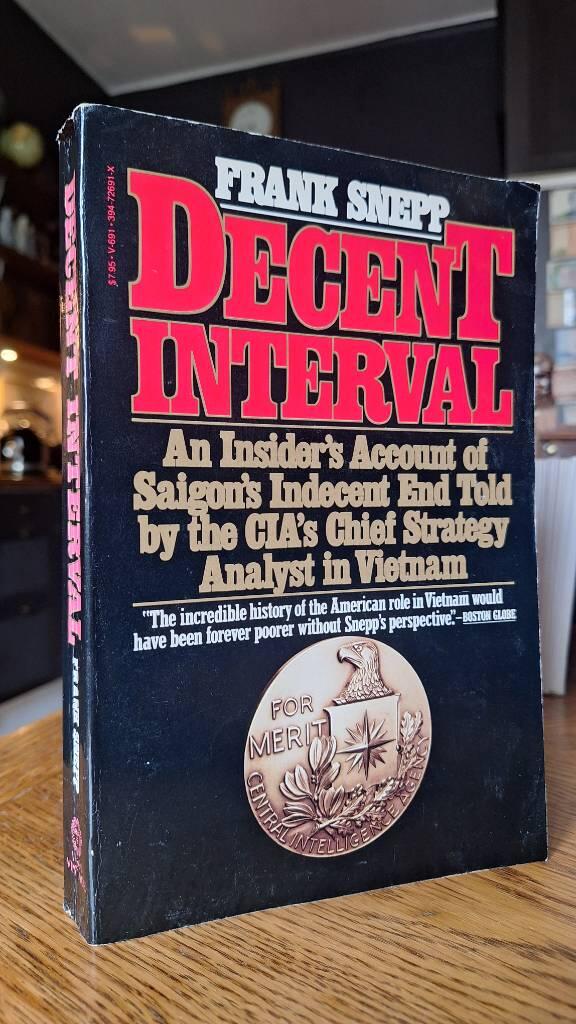 FRANK SNEPP
DECENT
INTERVAL
An Insider's Account of
Saigon's Indecent End Told
by the CIA's Chief Strategy
Analyst in Vietnam
"The incredible history of the American role in Vietnam would
have been forever poorer without Snepp's perspective."–BOSTON GLOBE
FOR
MERIT
CENTRAL INTELLIGENCE AGENCY
$7.95 · V-691 · 394-72691-X
DECENT INTERVAL FRANK SNEPP